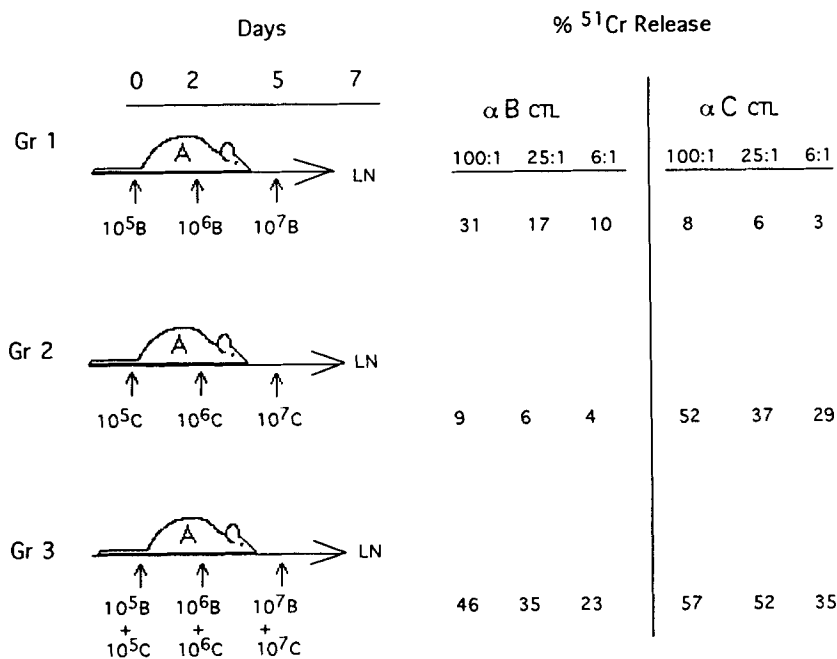 Days
% ⁵¹Cr Release
0 2 5 7
α B CTL
α C CTL
Gr 1
100:1 25:1 6:1
100:1 25:1 6:1
A
LN
10⁵B 10⁶B 10⁷B
31 17 10
8 6 3
Gr 2
A
LN
10⁵C 10⁶C 10⁷C
9 6 4
52 37 29
Gr 3
A
LN
10⁵B 10⁶B 10⁷B
+ + +
10⁵C 10⁶C 10⁷C
46 35 23
57 52 35